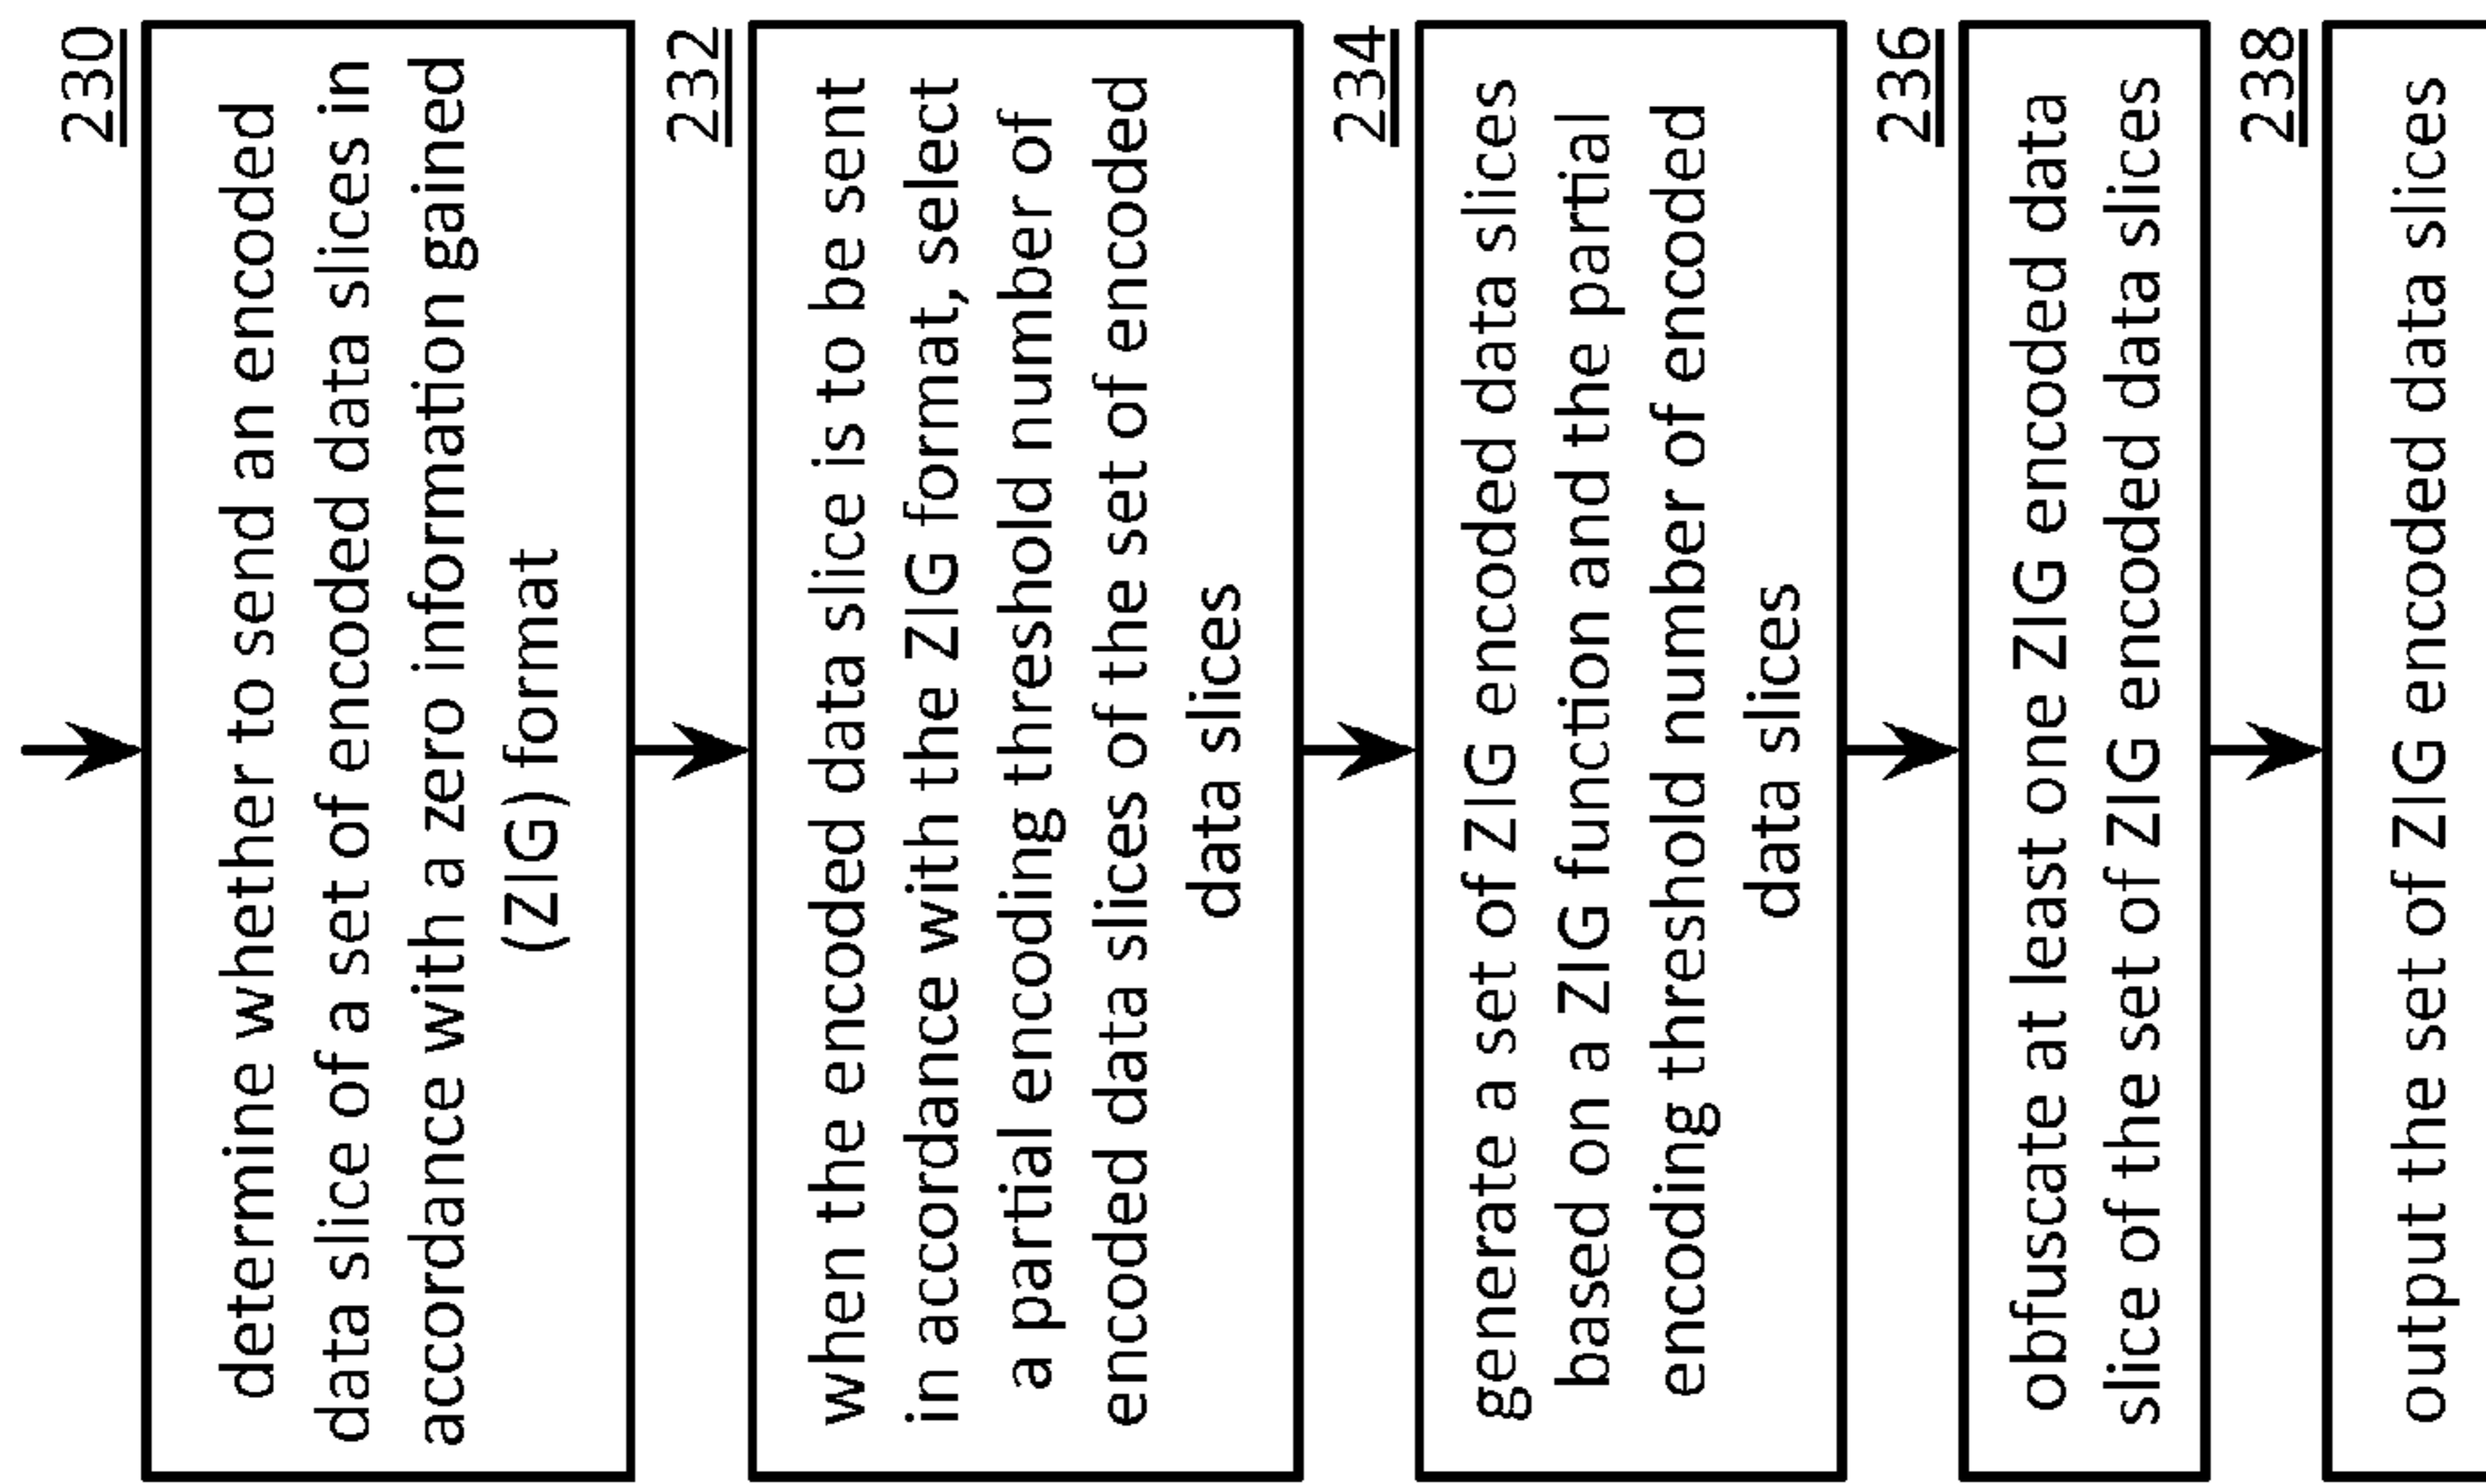 230
determine whether to send an encoded
data slice of a set of encoded data slices in
accordance with a zero information gained
(ZIG) format
232
when the encoded data slice is to be sent
in accordance with the ZIG format, select
a partial encoding threshold number of
encoded data slices of the set of encoded
data slices
234
generate a set of ZIG encoded data slices
based on a ZIG function and the partial
encoding threshold number of encoded
data slices
236
obfuscate at least one ZIG encoded data
slice of the set of ZIG encoded data slices
238
output the set of ZIG encoded data slices